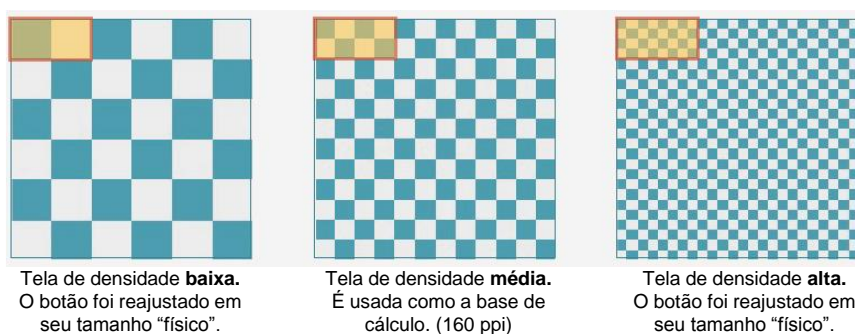 Tela de densidade baixa.
O botão foi reajustado em
seu tamanho “físico”.
Tela de densidade média.
É usada como a base de
cálculo. (160 ppi)
Tela de densidade alta.
O botão foi reajustado em
seu tamanho “físico”.